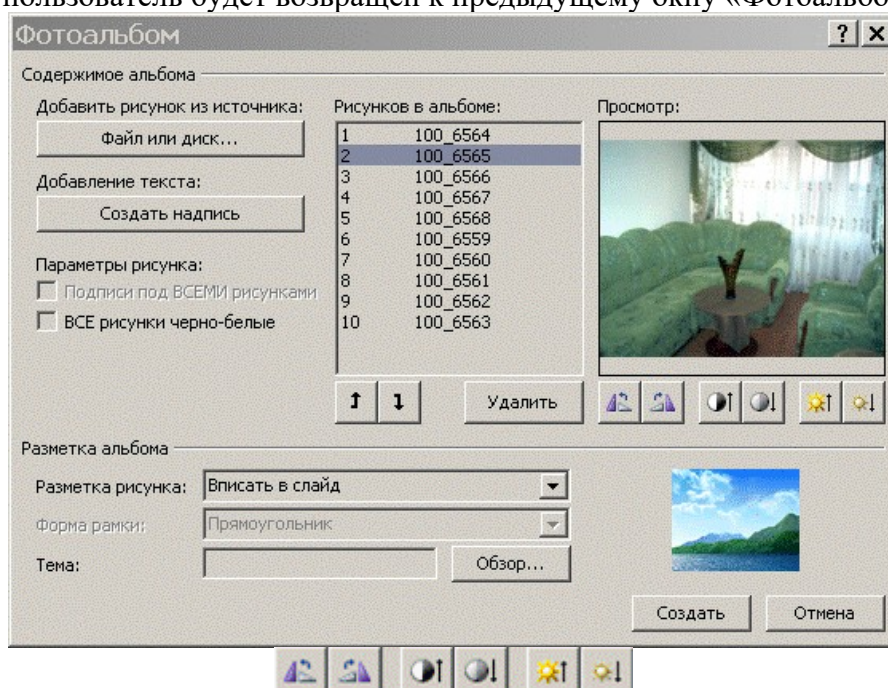 пользователь будет возвращен к предыдущему окну «Фотоальбо
Фотоальбом
Содержимое альбома
Добавить рисунок из источника:
Файл или диск...
Добавление текста:
Создать надпись
Параметры рисунка:
Подписи под ВСЕМИ рисунками
ВСЕ рисунки черно-белые
Рисунков в альбоме:
1 100_6564
2 100_6565
3 100_6566
4 100_6567
5 100_6568
6 100_6559
7 100_6560
8 100_6561
9 100_6562
10 100_6563
Удалить
Просмотр:
Разметка альбома
Разметка рисунка: Вписать в слайд
Форма рамки: Прямоугольник
Тема: Обзор...
Создать Отмена